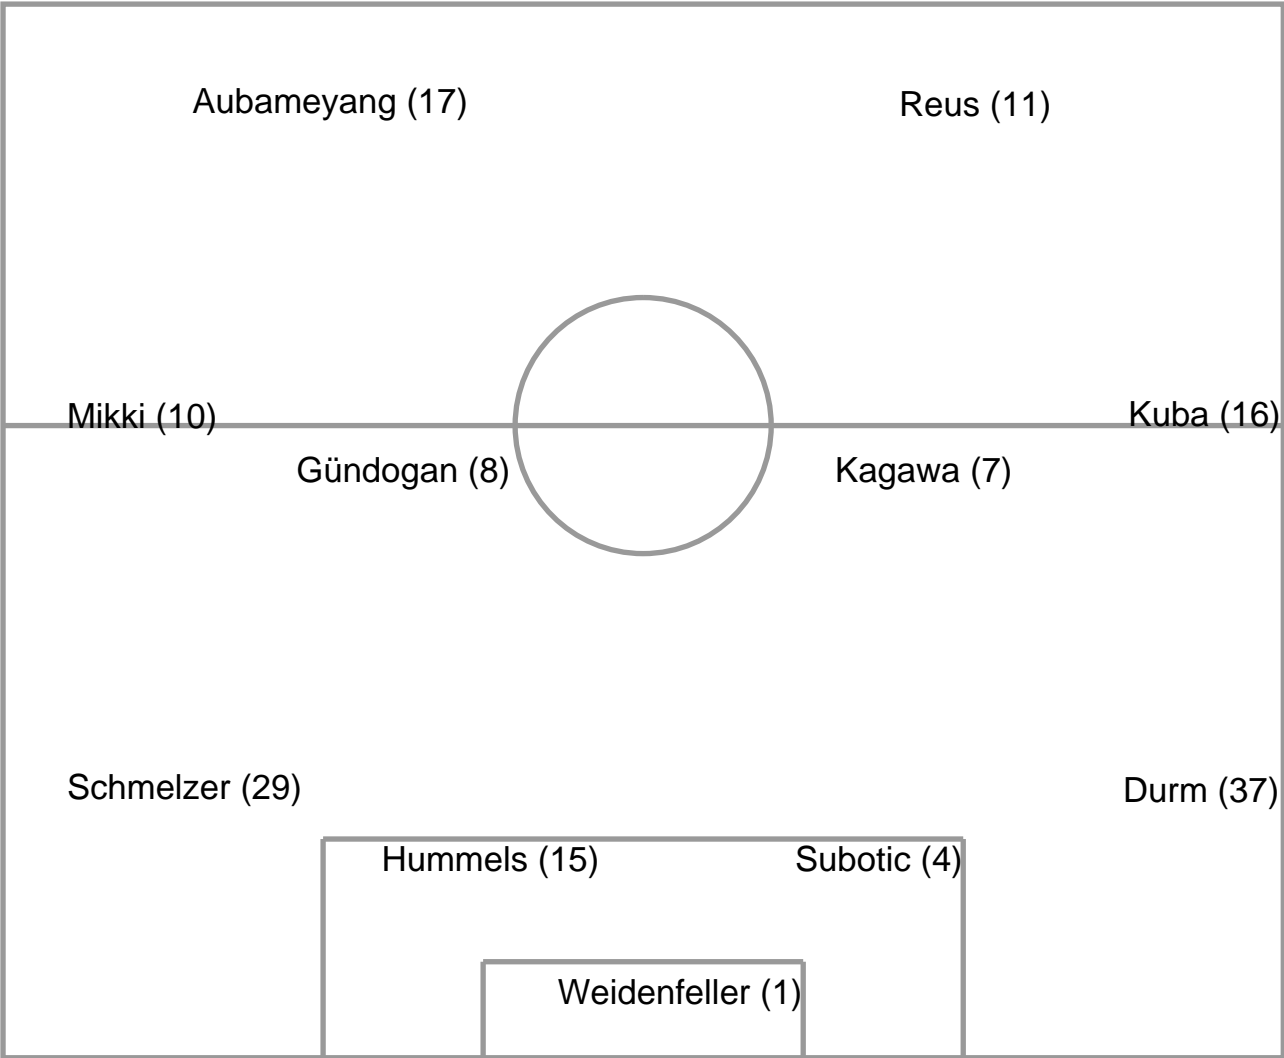 Aubameyang (17)
Reus (11)
Mikki (10)
Kuba (16)
Gündogan (8)
Kagawa (7)
Schmelzer (29)
Durm (37)
Hummels (15)
Subotic (4)
Weidenfeller (1)